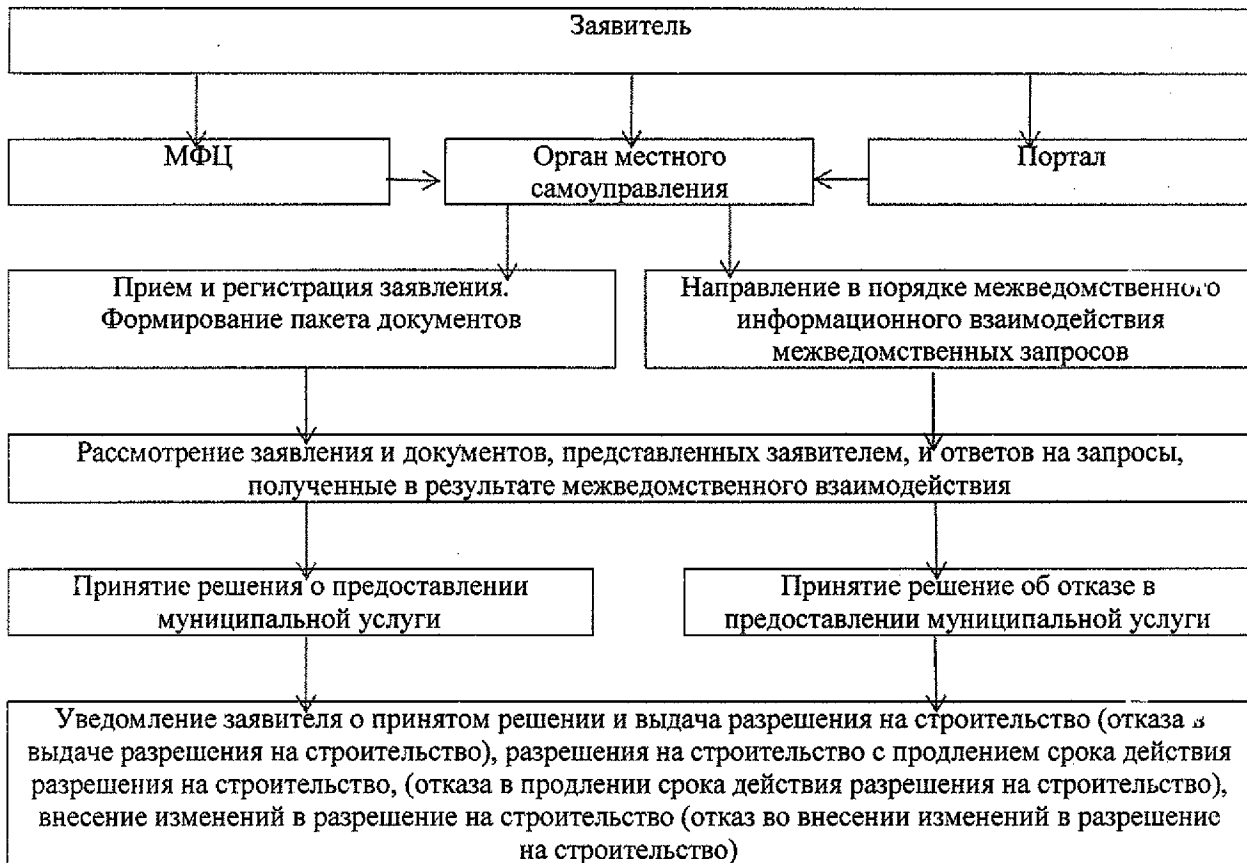 Заявитель
МФЦ
Орган местного
самоуправления
Портал
Прием и регистрация заявления.
Формирование пакета документов
Направление в порядке межведомственного
информационного взаимодействия
межведомственных запросов
Рассмотрение заявления и документов, представленных заявителем, и ответов на запросы,
полученные в результате межведомственного взаимодействия
Принятие решения о предоставлении
муниципальной услуги
Принятие решение об отказе в
предоставлении муниципальной услуги
Уведомление заявителя о принятом решении и выдача разрешения на строительство (отказа в
выдаче разрешения на строительство), разрешения на строительство с продлением срока действия
разрешения на строительство, (отказа в продлении срока действия разрешения на строительство),
внесение изменений в разрешение на строительство (отказ во внесении изменений в разрешение
на строительство)